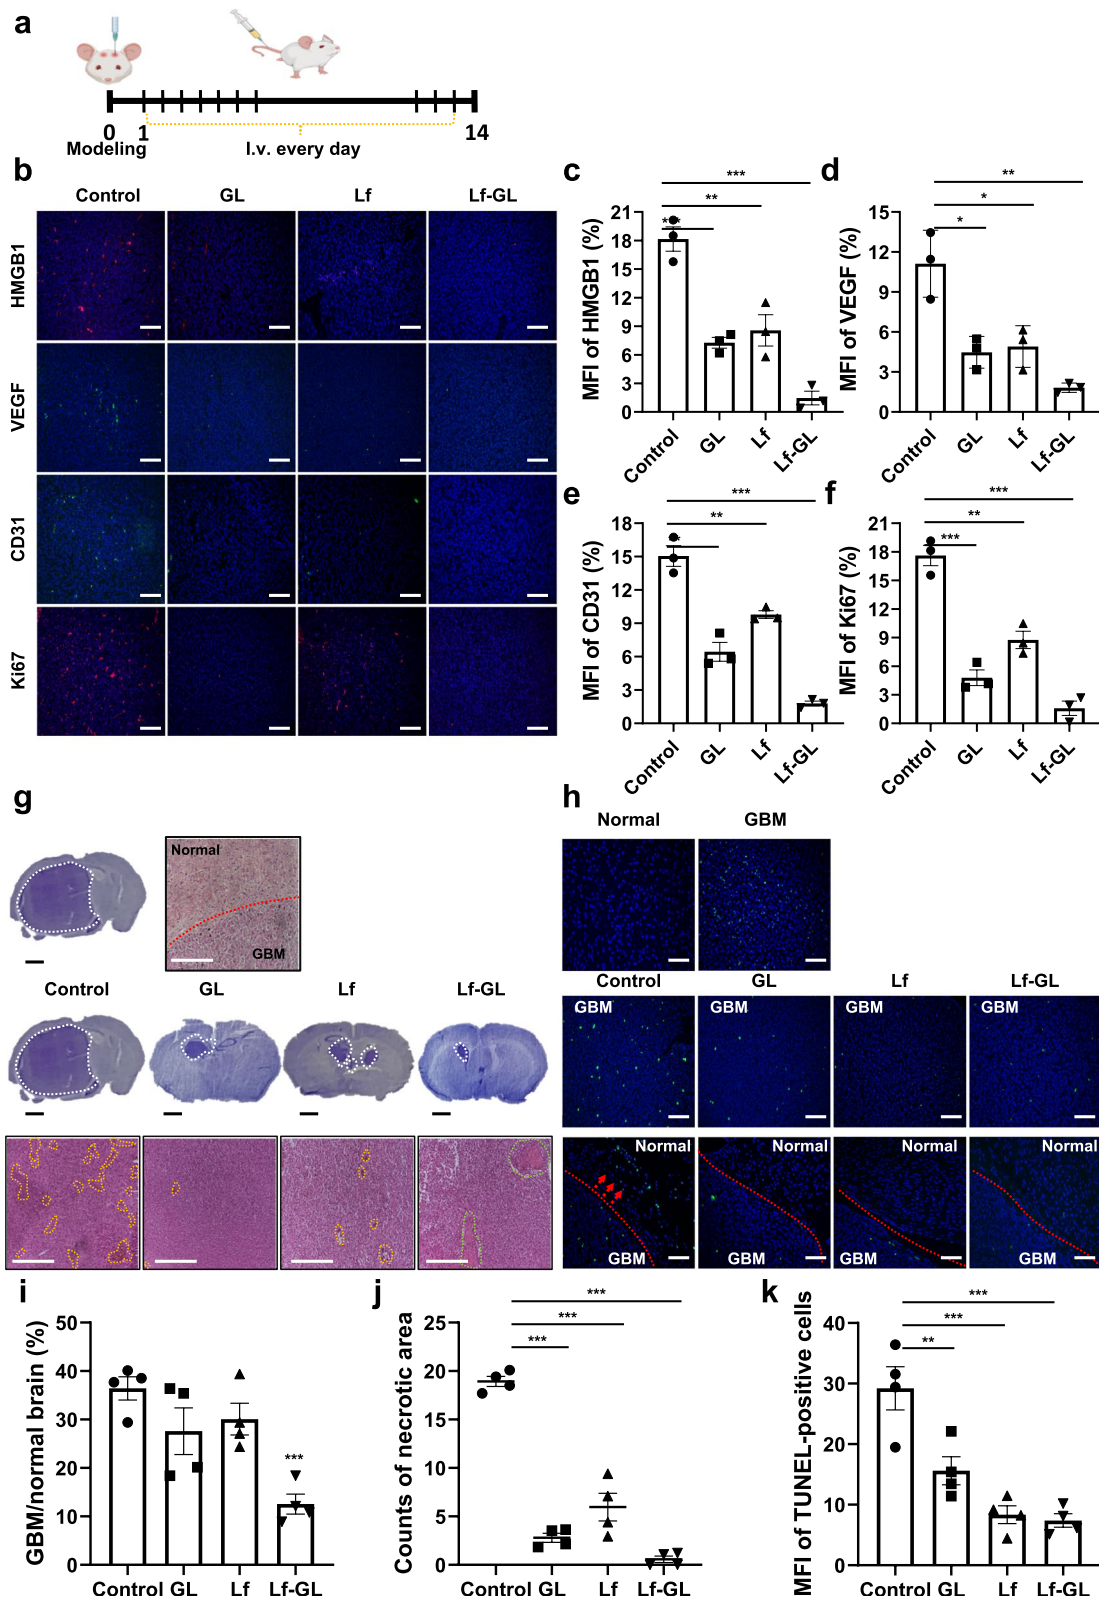 a
0 1 14
Modeling I.v. every day
b
Control GL Lf Lf-GL
HMGB1
VEGF
CD31
Ki67
c
***
**
MFI of HMGB1 (%)
21
18
15
12
9
6
3
0
Control GL Lf Lf-GL
d
**
*
*
MFI of VEGF (%)
15
12
9
6
3
0
Control GL Lf Lf-GL
e
***
**
MFI of CD31 (%)
18
15
12
9
6
3
0
Control GL Lf Lf-GL
f
***
**
***
MFI of Ki67 (%)
21
18
15
12
9
6
3
0
Control GL Lf Lf-GL
g
Normal
GBM
Control GL Lf Lf-GL
h
Normal GBM
Control GL Lf Lf-GL
GBM GBM GBM GBM
Normal Normal Normal Normal
GBM GBM GBM GBM
i
GBM/normal brain (%)
50
40
30
20
10
0
***
Control GL Lf Lf-GL
j
***
***
***
Counts of necrotic area
25
20
15
10
5
0
Control GL Lf Lf-GL
k
***
***
**
MFI of TUNEL-positive cells
40
30
20
10
0
Control GL Lf Lf-GL